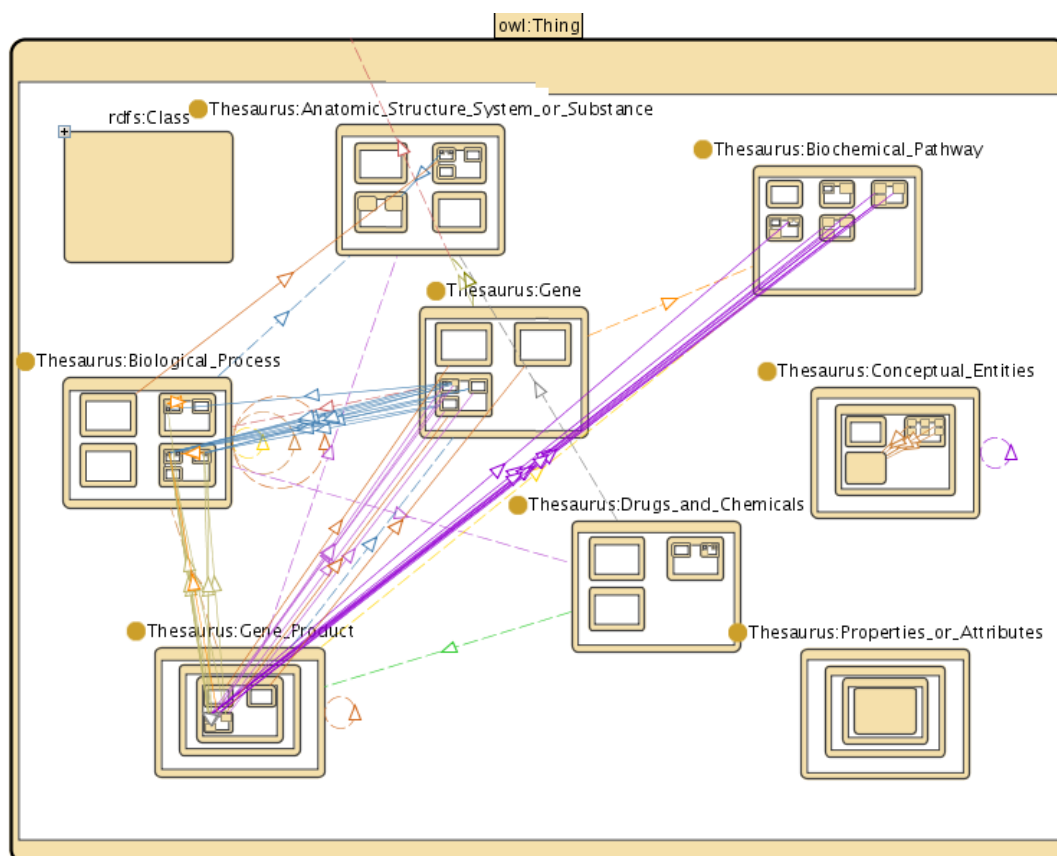 owl:Thing
Thesaurus:Anatomic_Structure_System_or_Substance
rdfs:Class
Thesaurus:Biochemical_Pathway
Thesaurus:Gene
Thesaurus:Biological_Process
Thesaurus:Conceptual_Entities
Thesaurus:Drugs_and_Chemicals
Thesaurus:Gene_Product
Thesaurus:Properties_or_Attributes